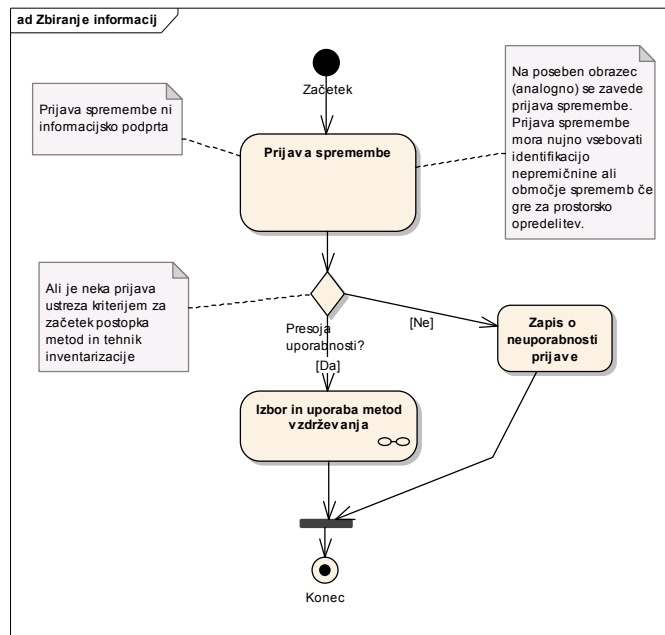 ad Zbiranje informacij
Začetek
Prijava spremembe ni
informacijsko podprta
Na poseben obrazec
(analogno) se zavede
prijava spremembe.
Prijava spremembe
mora nujno vsebovati
identifikacijo
nepremičnine ali
območje sprememb če
gre za prostorsko
opredelitev.
Prijava spremembe
Ali je neka prijava
ustreza kriterijem za
začetek postopka
metod in tehnik
inventarizacije
Presoja
uporabnosti?
[Ne]
[Da]
Zapis o
neuporabnosti
prijave
Izbor in uporaba metod
vzdrževanja
Konec